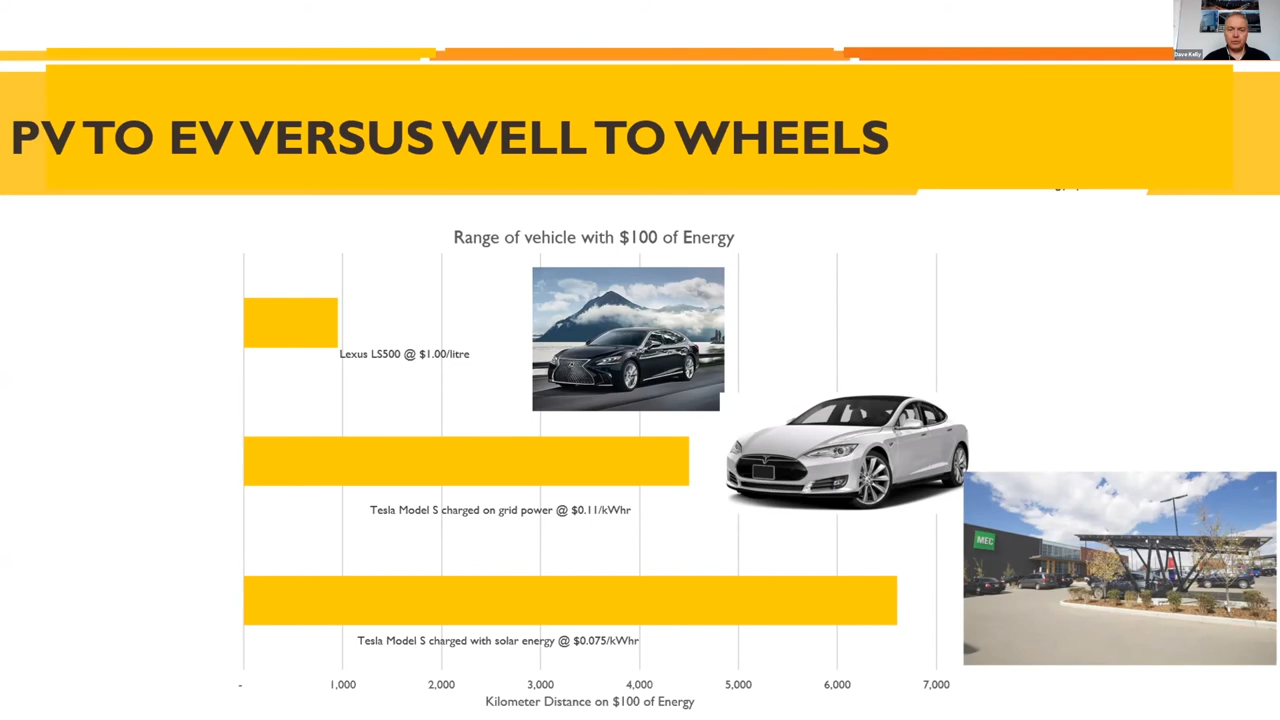 Dave Kelly
PV TO EV VERSUS WELL TO WHEELS
Range of vehicle with $100 of Energy
Lexus LS500 @ $1.00/litre
Tesla Model S charged on grid power @ $0.11/kWhr
MEC
Tesla Model S charged with solar energy @ $0.075/kWhr
- 1,000 2,000 3,000 4,000 5,000 6,000 7,000
Kilometer Distance on $100 of Energy